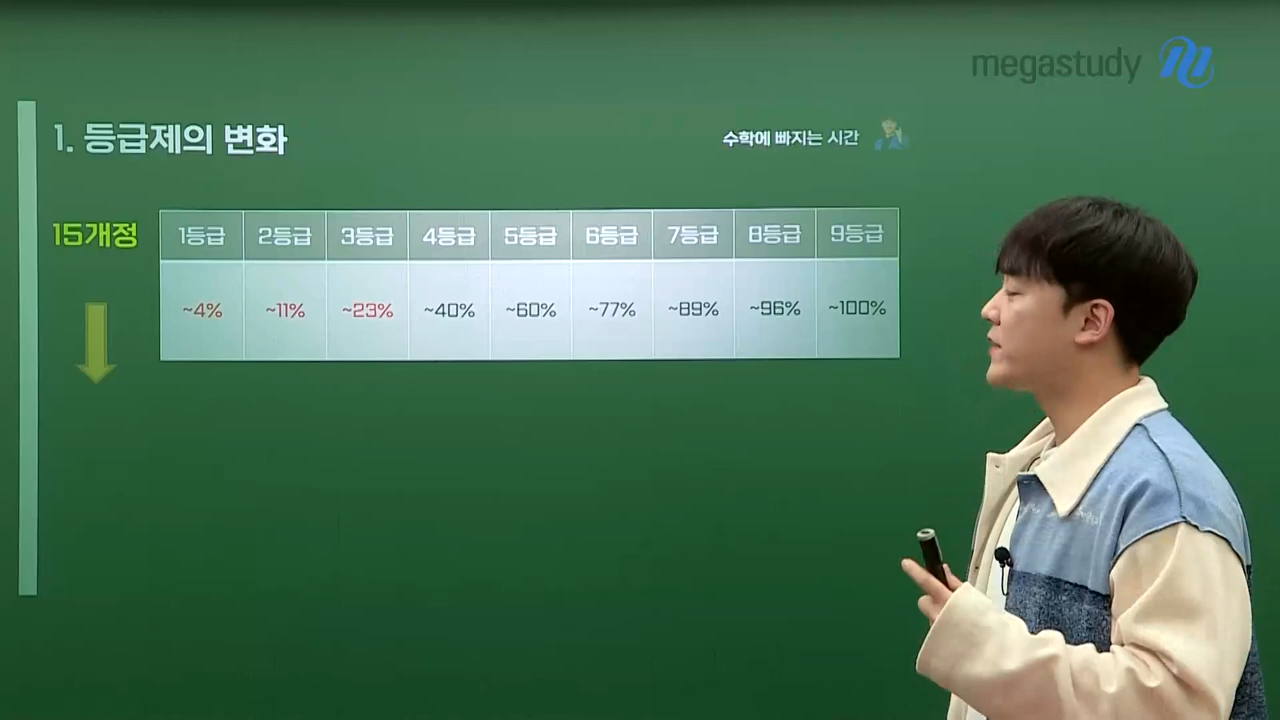 megastudy
1. 등급제의 변화
수학에 빠지는 시간
15개정
1등급 2등급 3등급 4등급 5등급 6등급 7등급 8등급 9등급
~4% ~11% ~23% ~40% ~60% ~77% ~89% ~96% ~100%